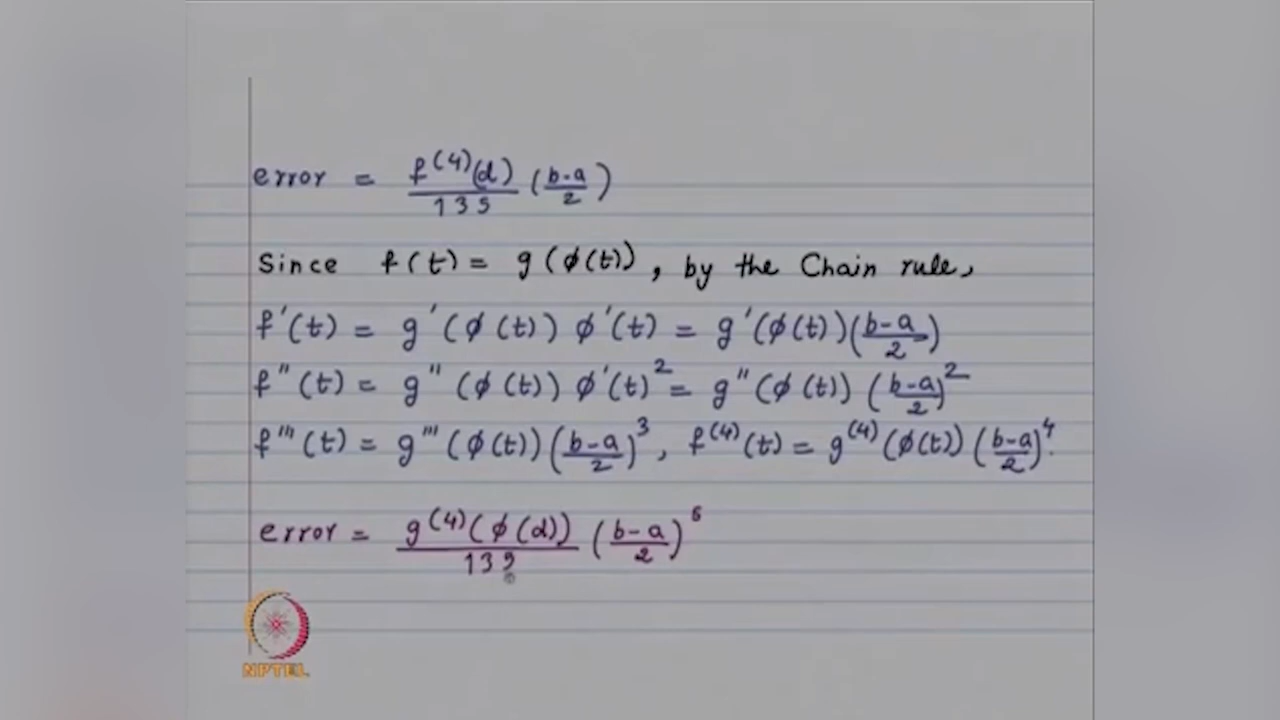 error = f^(4)(d)/135 (b-a/2)
Since f(t) = g(φ(t)), by the Chain rule,
f'(t) = g'(φ(t)) φ'(t) = g'(φ(t))(b-a/2)
f''(t) = g''(φ(t)) φ'(t)^2 = g''(φ(t)) (b-a/2)^2
f'''(t) = g'''(φ(t)) (b-a/2)^3, f^(4)(t) = g^(4)(φ(t)) (b-a/2)^4.
error = g^(4)(φ(d))/135 (b-a/2)^5
NPTEL